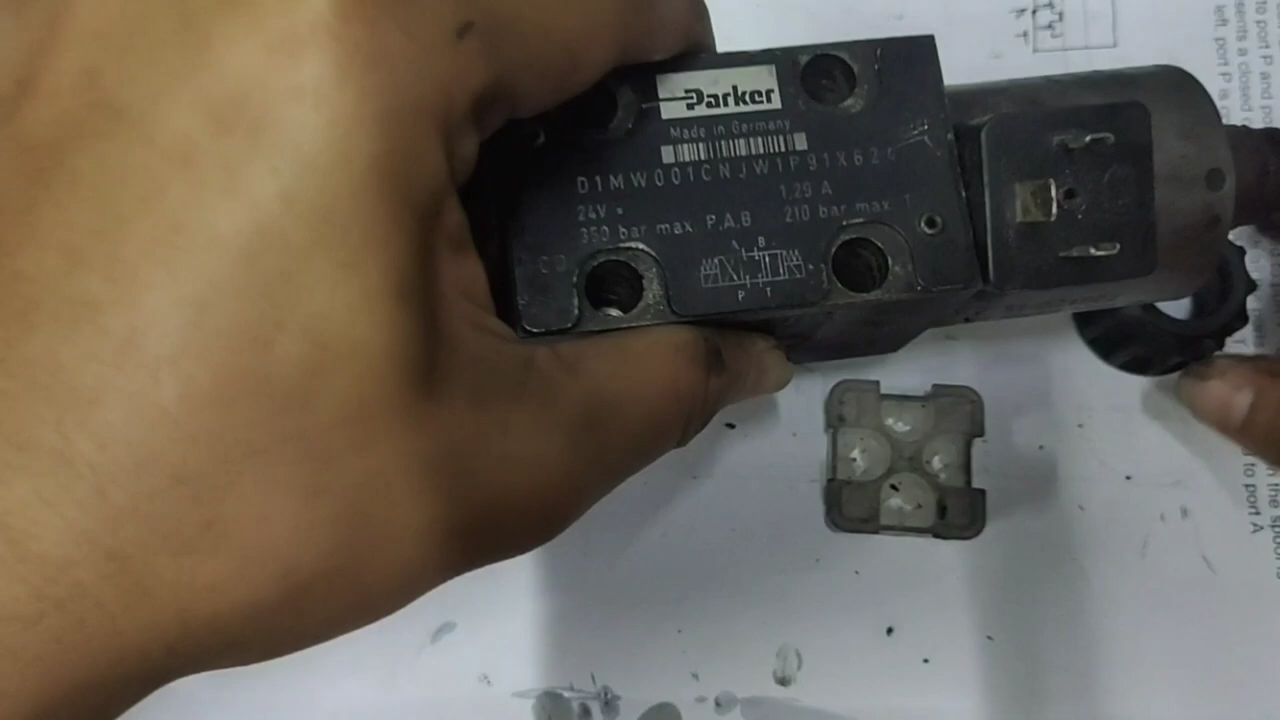 Parker
Made in Germany
D1MW001CNJW1P91X62
24V = 1,29 A
350 bar max. P,A,B 210 bar max. T
A B
P T
to port P and
sents a closed
left, port P is
the spool is
to port A